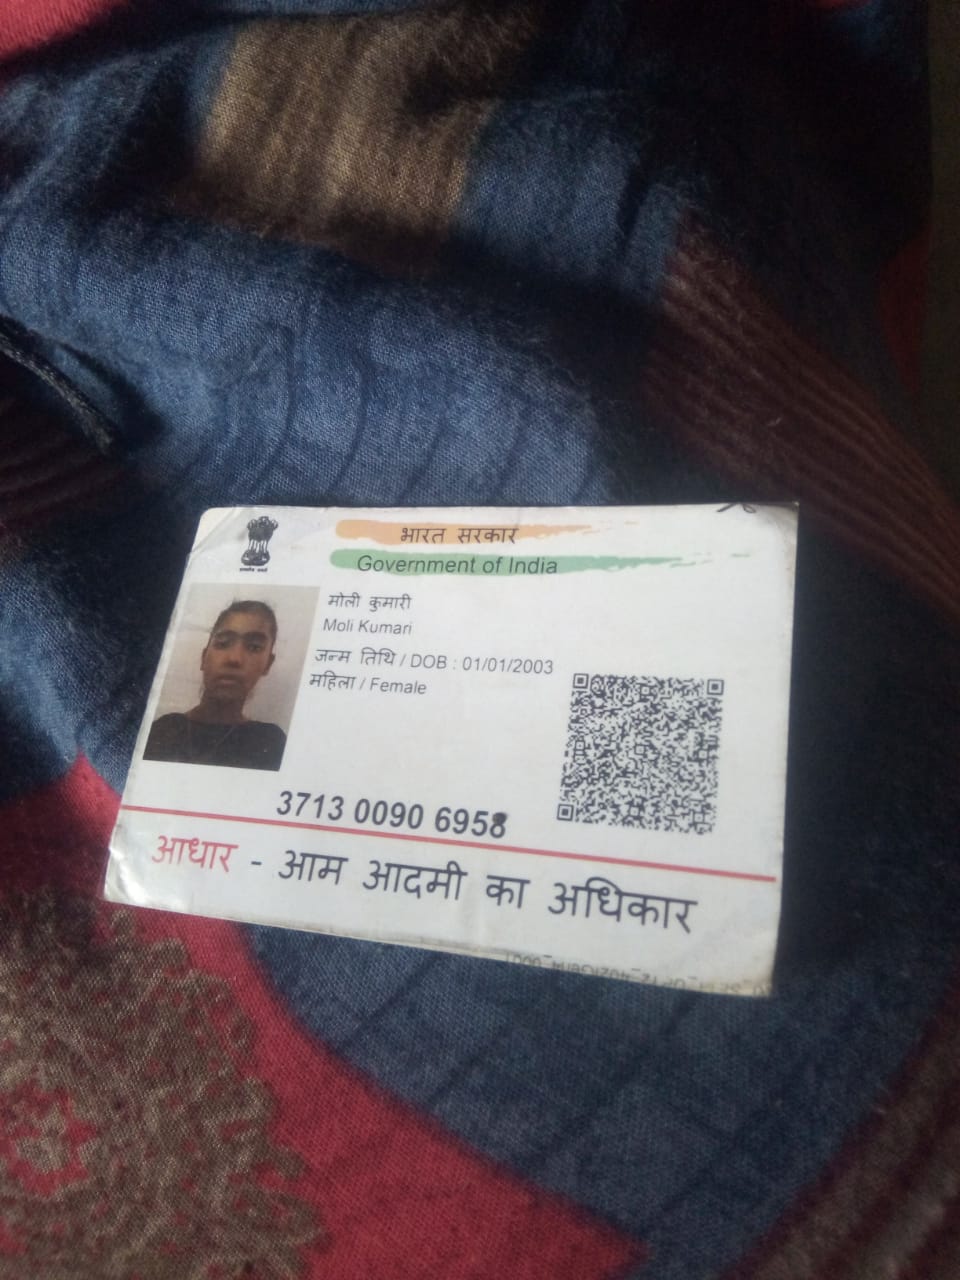 भारत सरकार
Government of India
मोली कुमारी
Moli Kumari
जन्म तिथि / DOB : 01/01/2003
महिला / Female
3713 0090 6958
आधार - आम आदमी का अधिकार